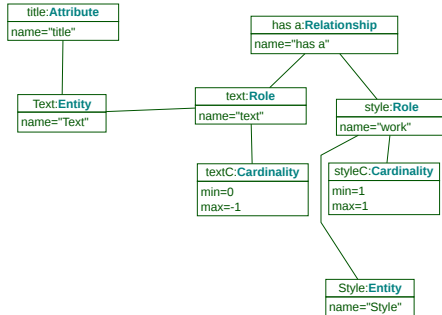 title:Attribute
name="title"
has a:Relationship
name="has a"
Text:Entity
name="Text"
text:Role
name="text"
style:Role
name="work"
textC:Cardinality
min=0
max=-1
styleC:Cardinality
min=1
max=1
Style:Entity
name="Style"